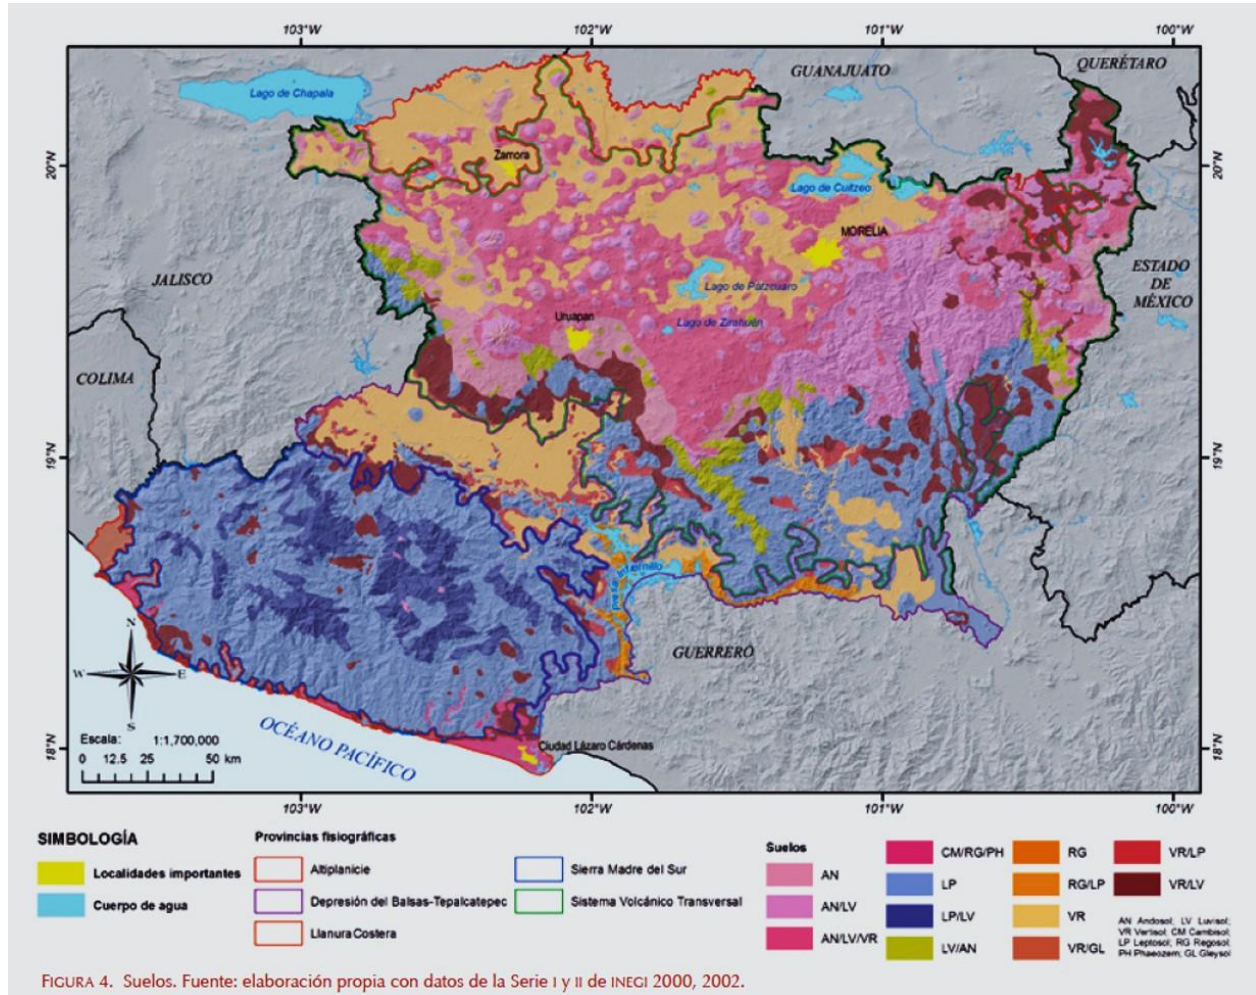 103°W 102°W 101°W 100°W
QUERÉTARO
GUANAJUATO
Lago de Chapala
20°N
Zamora
20°N
Lago de Cuitzeo
MORELIA
JALISCO
ESTADO
DE
MÉXICO
Lago de Pátzcuaro
Uruapan
Lago de Zirahuén
COLIMA
19°N
19°N
Presa Infiernillo
GUERRERO
N
W E
S
OCÉANO PACÍFICO
Escala: 1:1,700,000
0 12.5 25 50 km
Ciudad Lázaro Cárdenas
18°N
18°N
103°W 102°W 101°W 100°W
SIMBOLOGÍA
Localidades importantes
Cuerpo de agua
Provincias fisiográficas
Altiplanicie
Depresión del Balsas-Tepalcatepec
Llanura Costera
Sierra Madre del Sur
Sistema Volcánico Transversal
Suelos
AN
AN/LV
AN/LV/VR
CM/RG/PH
LP
LP/LV
LV/AN
RG
RG/LP
VR
VR/GL
VR/LP
VR/LV
AN Andosol; LV Luvisol;
VR Vertisol; CM Cambisol;
LP Leptosol; RG Regosol;
PH Phaeozem; GL Gleysol
FIGURA 4. Suelos. Fuente: elaboración propia con datos de la Serie I y II de INEGI 2000, 2002.